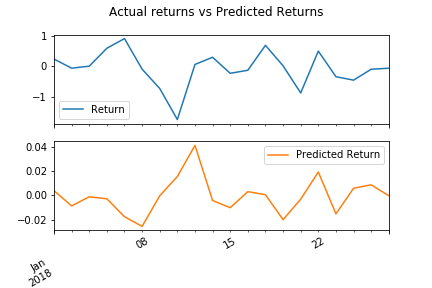 Actual returns vs Predicted Returns
1
0
−1
Return
0.04
0.02
0.00
−0.02
Predicted Return
Jan
2018
08
15
22